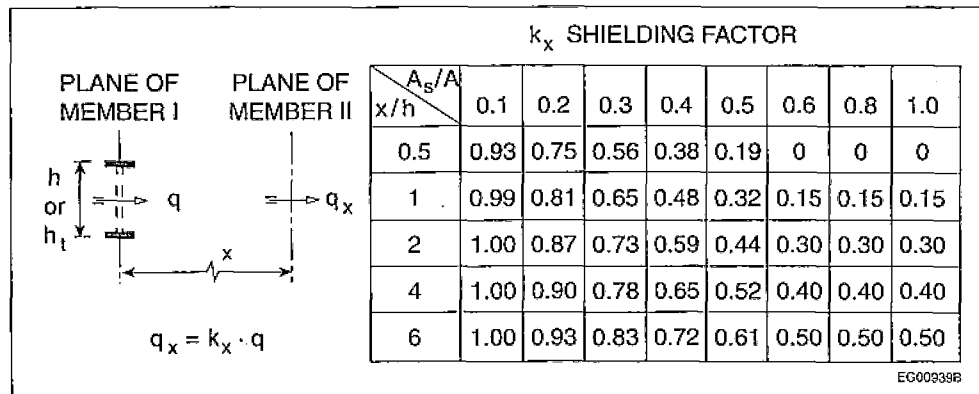 kₓ SHIELDING FACTOR
PLANE OF MEMBER I
PLANE OF MEMBER II
h or hₜ
q
qₓ
x
qₓ = kₓ · q
Aₛ/A
x/h 0.1 0.2 0.3 0.4 0.5 0.6 0.8 1.0
0.5 0.93 0.75 0.56 0.38 0.19 0 0 0
1 0.99 0.81 0.65 0.48 0.32 0.15 0.15 0.15
2 1.00 0.87 0.73 0.59 0.44 0.30 0.30 0.30
4 1.00 0.90 0.78 0.65 0.52 0.40 0.40 0.40
6 1.00 0.93 0.83 0.72 0.61 0.50 0.50 0.50
EG00939B